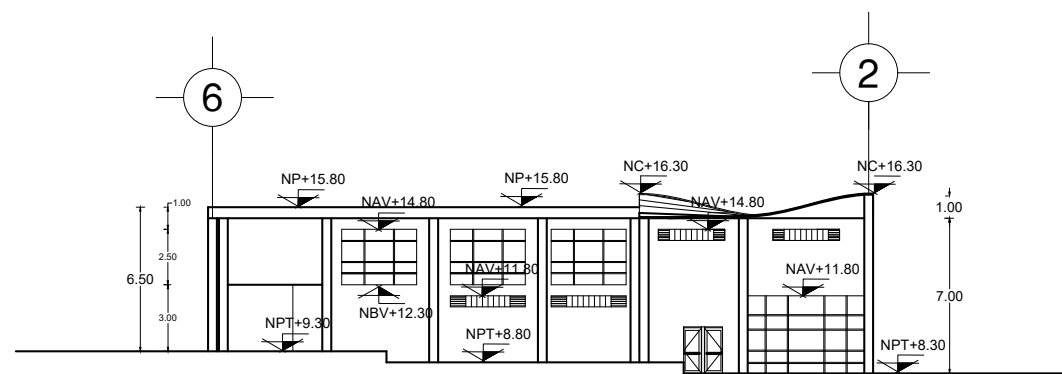 2
6
NC+16.30
NC+16.30
NP+15.80
NP+15.80
NAV+14.80
NAV+14.80
1.00
1.00
2.50
6.50
NAV+11.80
NAV+11.80
7.00
NBV+12.30
3.00
NPT+9.30
NPT+8.80
NPT+8.30